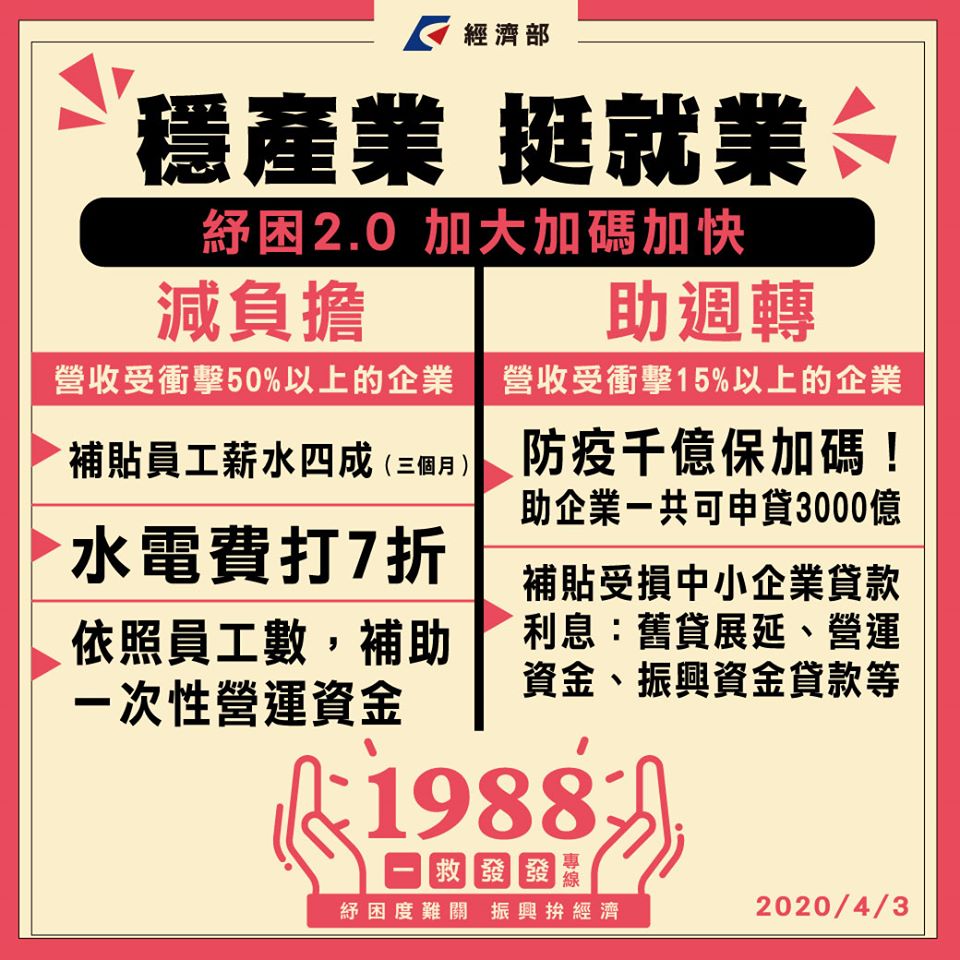 經濟部
穩產業 挺就業
紓困2.0 加大加碼加快
減負擔
營收受衝擊50%以上的企業
補貼員工薪水四成(三個月)
水電費打7折
依照員工數,補助
一次性營運資金
助週轉
營收受衝擊15%以上的企業
防疫千億保加碼!
助企業一共可申貸3000億
補貼受損中小企業貸款
利息:舊貸展延、營運
資金、振興資金貸款等
1988
一救發發專線
紓困度難關 振興拚經濟
2020/4/3